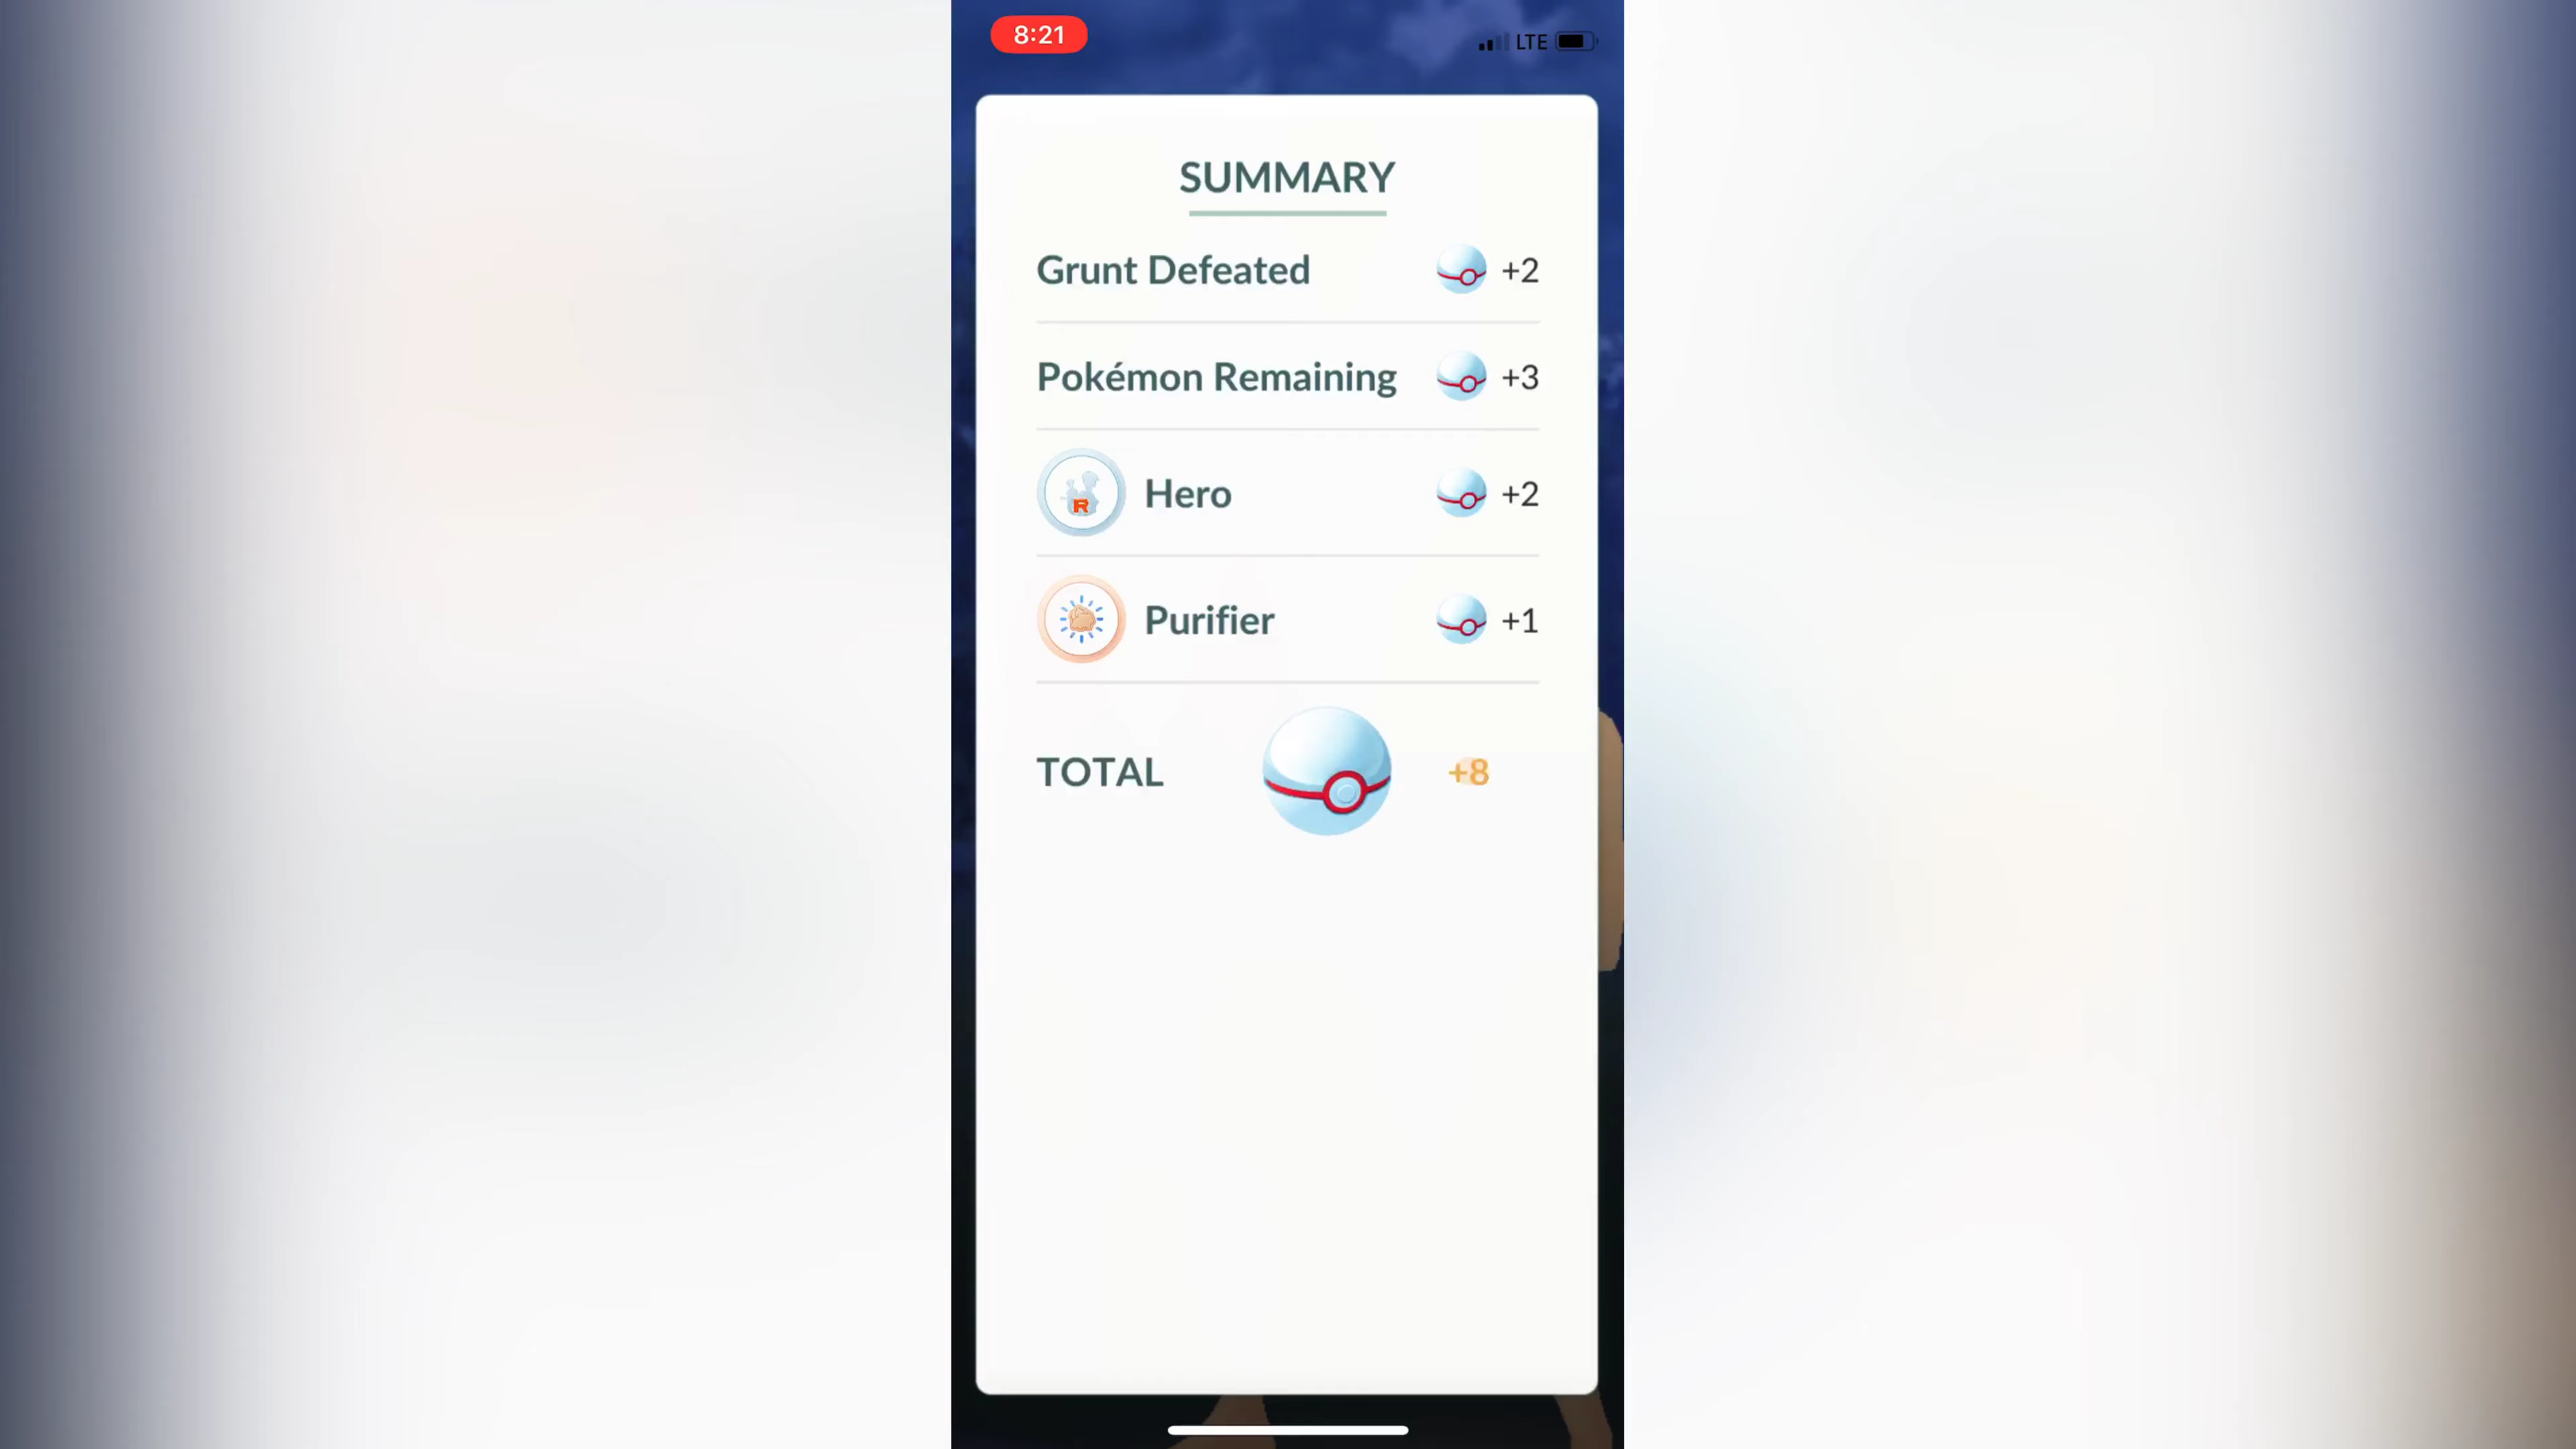 8:21
LTE
SUMMARY
Grunt Defeated +2
Pokémon Remaining +3
R
Hero +2
Purifier +1
TOTAL +8